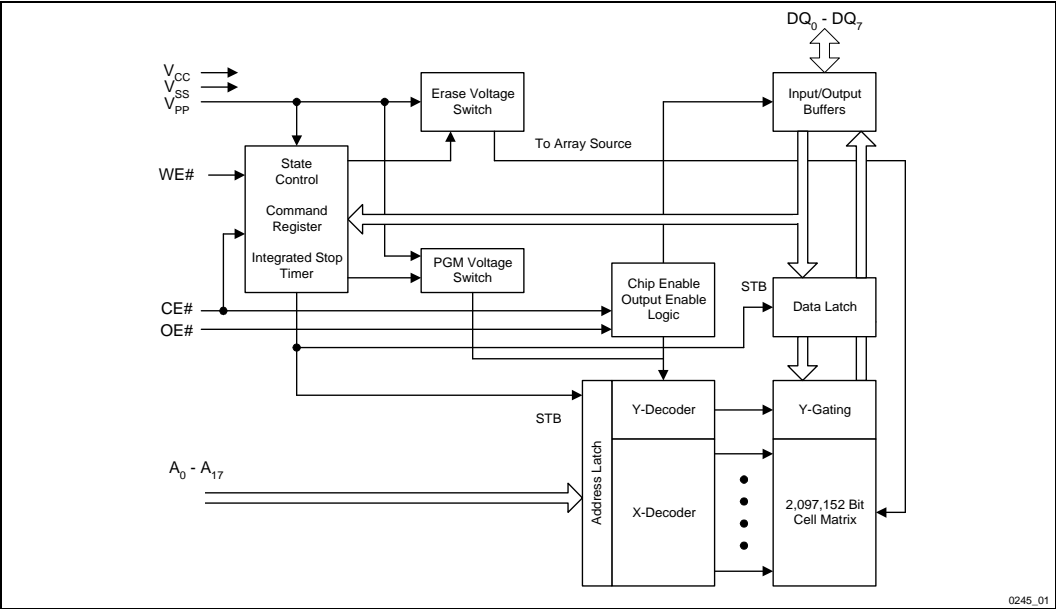 DQ0 - DQ7
VCC
VSS
VPP
Erase Voltage
Switch
Input/Output
Buffers
To Array Source
WE#
State
Control
Command
Register
Integrated Stop
Timer
PGM Voltage
Switch
Chip Enable
Output Enable
Logic
STB
Data Latch
CE#
OE#
STB
Address Latch
Y-Decoder
Y-Gating
A0 - A17
X-Decoder
2,097,152 Bit
Cell Matrix
0245_01